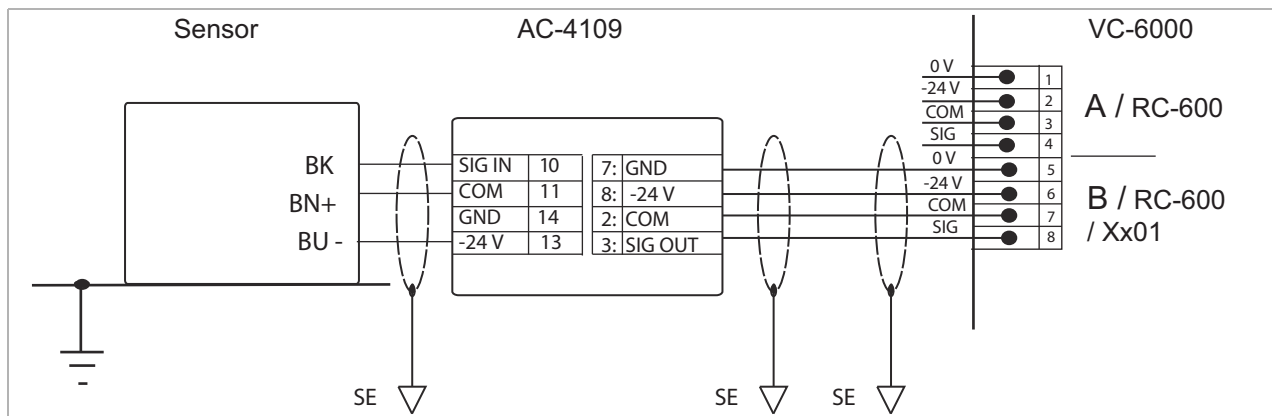 Sensor
AC-4109
VC-6000
BK
BN+
BU -
SIG IN 10
COM 11
GND 14
-24 V 13
7: GND
8: -24 V
2: COM
3: SIG OUT
0 V 1
-24 V 2
COM 3
SIG 4
0 V 5
-24 V 6
COM 7
SIG 8
A / RC-600
B / RC-600
/ Xx01
SE
SE
SE